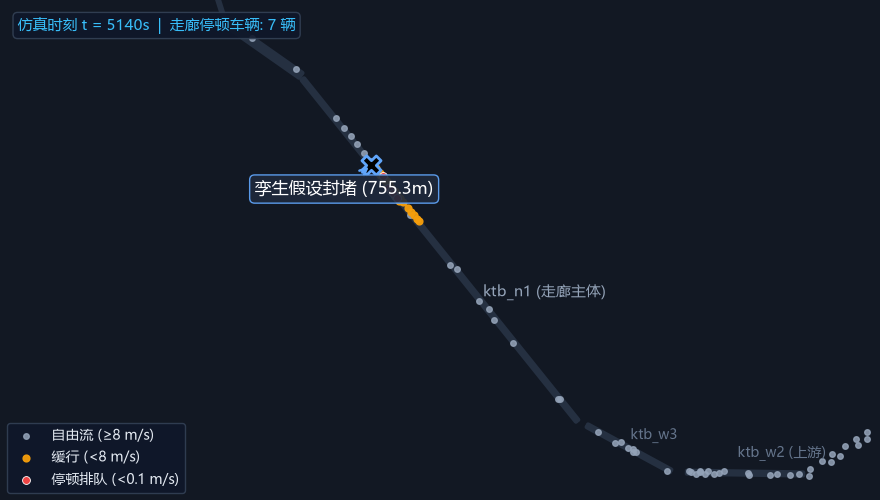 仿真时刻 t = 5140s | 走廊停顿车辆: 7 辆
孪生假设封堵 (755.3m)
ktb_n1 (走廊主体)
ktb_w3
ktb_w2 (上游)
自由流 (≥8 m/s)
缓行 (<8 m/s)
停顿排队 (<0.1 m/s)